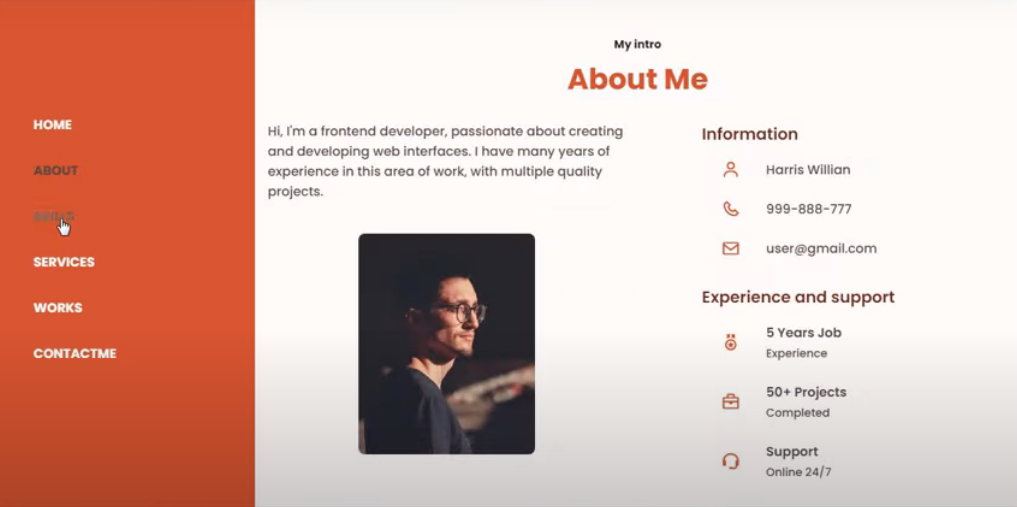 HOME
ABOUT
SERVICES
WORKS
CONTACTME
My intro
About Me
Hi, I'm a frontend developer, passionate about creating
and developing web interfaces. I have many years of
experience in this area of work, with multiple quality
projects.
Information
Harris Willian
999-888-777
user@gmail.com
Experience and support
5 Years Job
Experience
50+ Projects
Completed
Support
Online 24/7